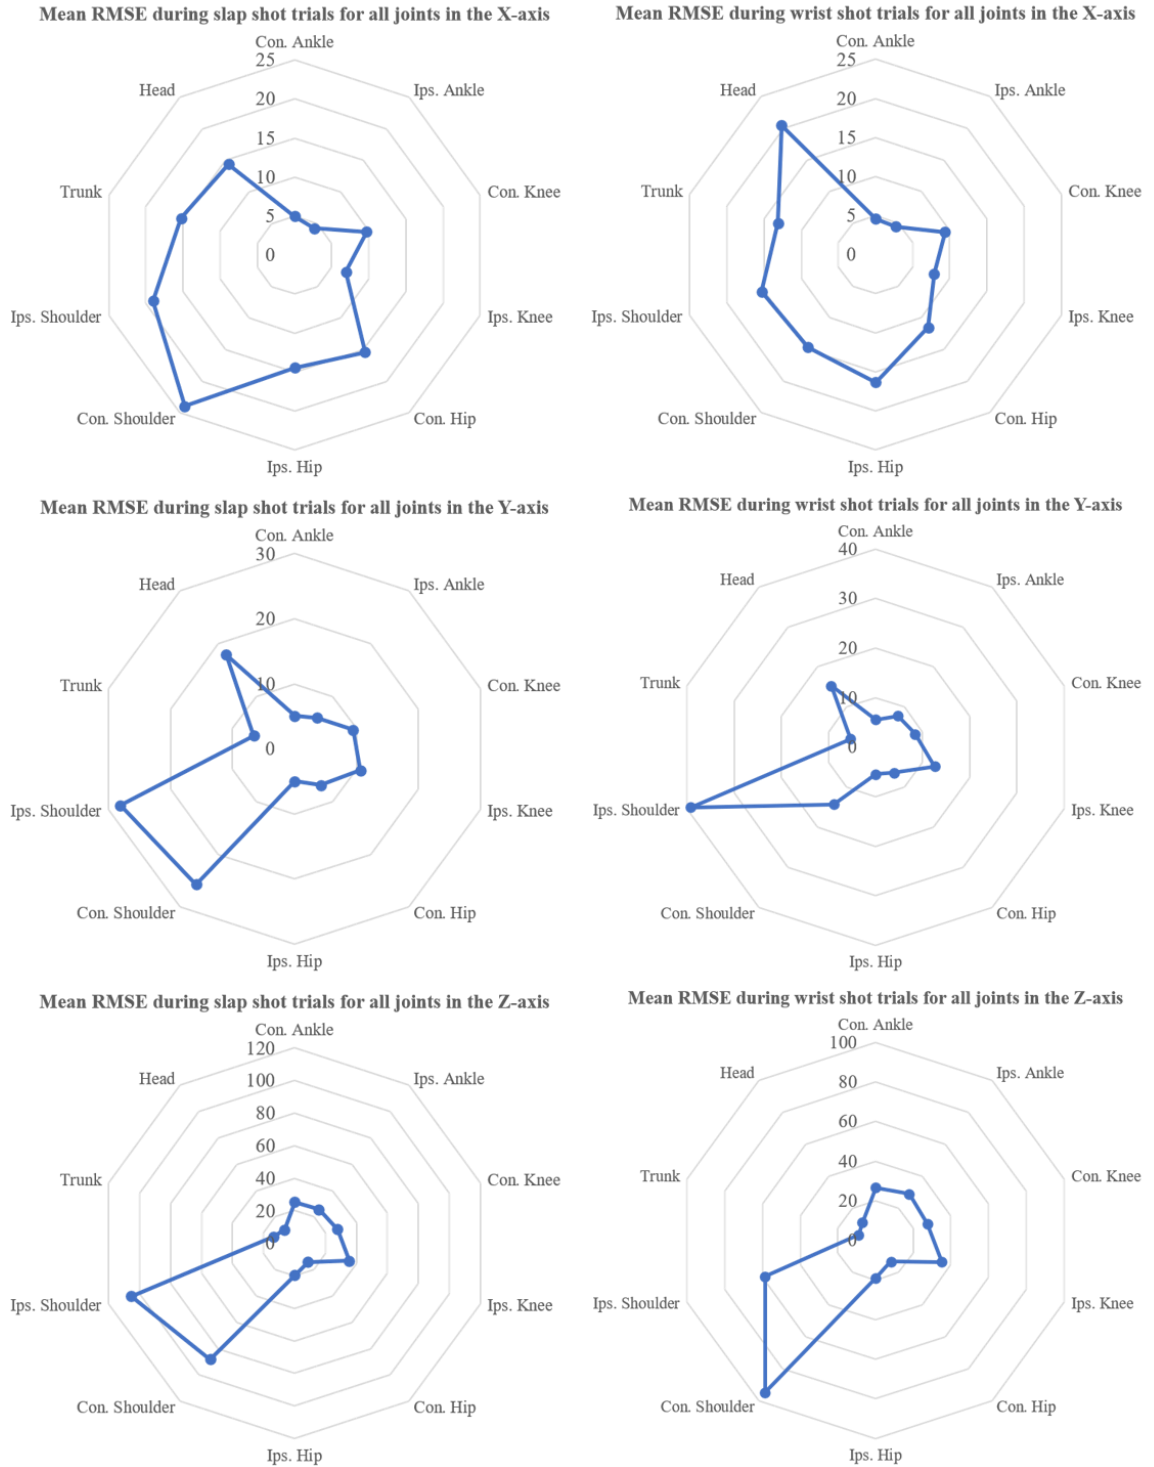 Mean RMSE during slap shot trials for all joints in the X-axis
Con. Ankle
25
20
15
10
5
0
Ips. Ankle
Con. Knee
Ips. Knee
Con. Hip
Ips. Hip
Con. Shoulder
Ips. Shoulder
Trunk
Head
Mean RMSE during wrist shot trials for all joints in the X-axis
Con. Ankle
25
20
15
10
5
0
Ips. Ankle
Con. Knee
Ips. Knee
Con. Hip
Ips. Hip
Con. Shoulder
Ips. Shoulder
Trunk
Head
Mean RMSE during slap shot trials for all joints in the Y-axis
Con. Ankle
30
20
10
0
Ips. Ankle
Con. Knee
Ips. Knee
Con. Hip
Ips. Hip
Con. Shoulder
Ips. Shoulder
Trunk
Head
Mean RMSE during wrist shot trials for all joints in the Y-axis
Con. Ankle
40
30
20
10
0
Ips. Ankle
Con. Knee
Ips. Knee
Con. Hip
Ips. Hip
Con. Shoulder
Ips. Shoulder
Trunk
Head
Mean RMSE during slap shot trials for all joints in the Z-axis
Con. Ankle
120
100
80
60
40
20
0
Ips. Ankle
Con. Knee
Ips. Knee
Con. Hip
Ips. Hip
Con. Shoulder
Ips. Shoulder
Trunk
Head
Mean RMSE during wrist shot trials for all joints in the Z-axis
Con. Ankle
100
80
60
40
20
0
Ips. Ankle
Con. Knee
Ips. Knee
Con. Hip
Ips. Hip
Con. Shoulder
Ips. Shoulder
Trunk
Head